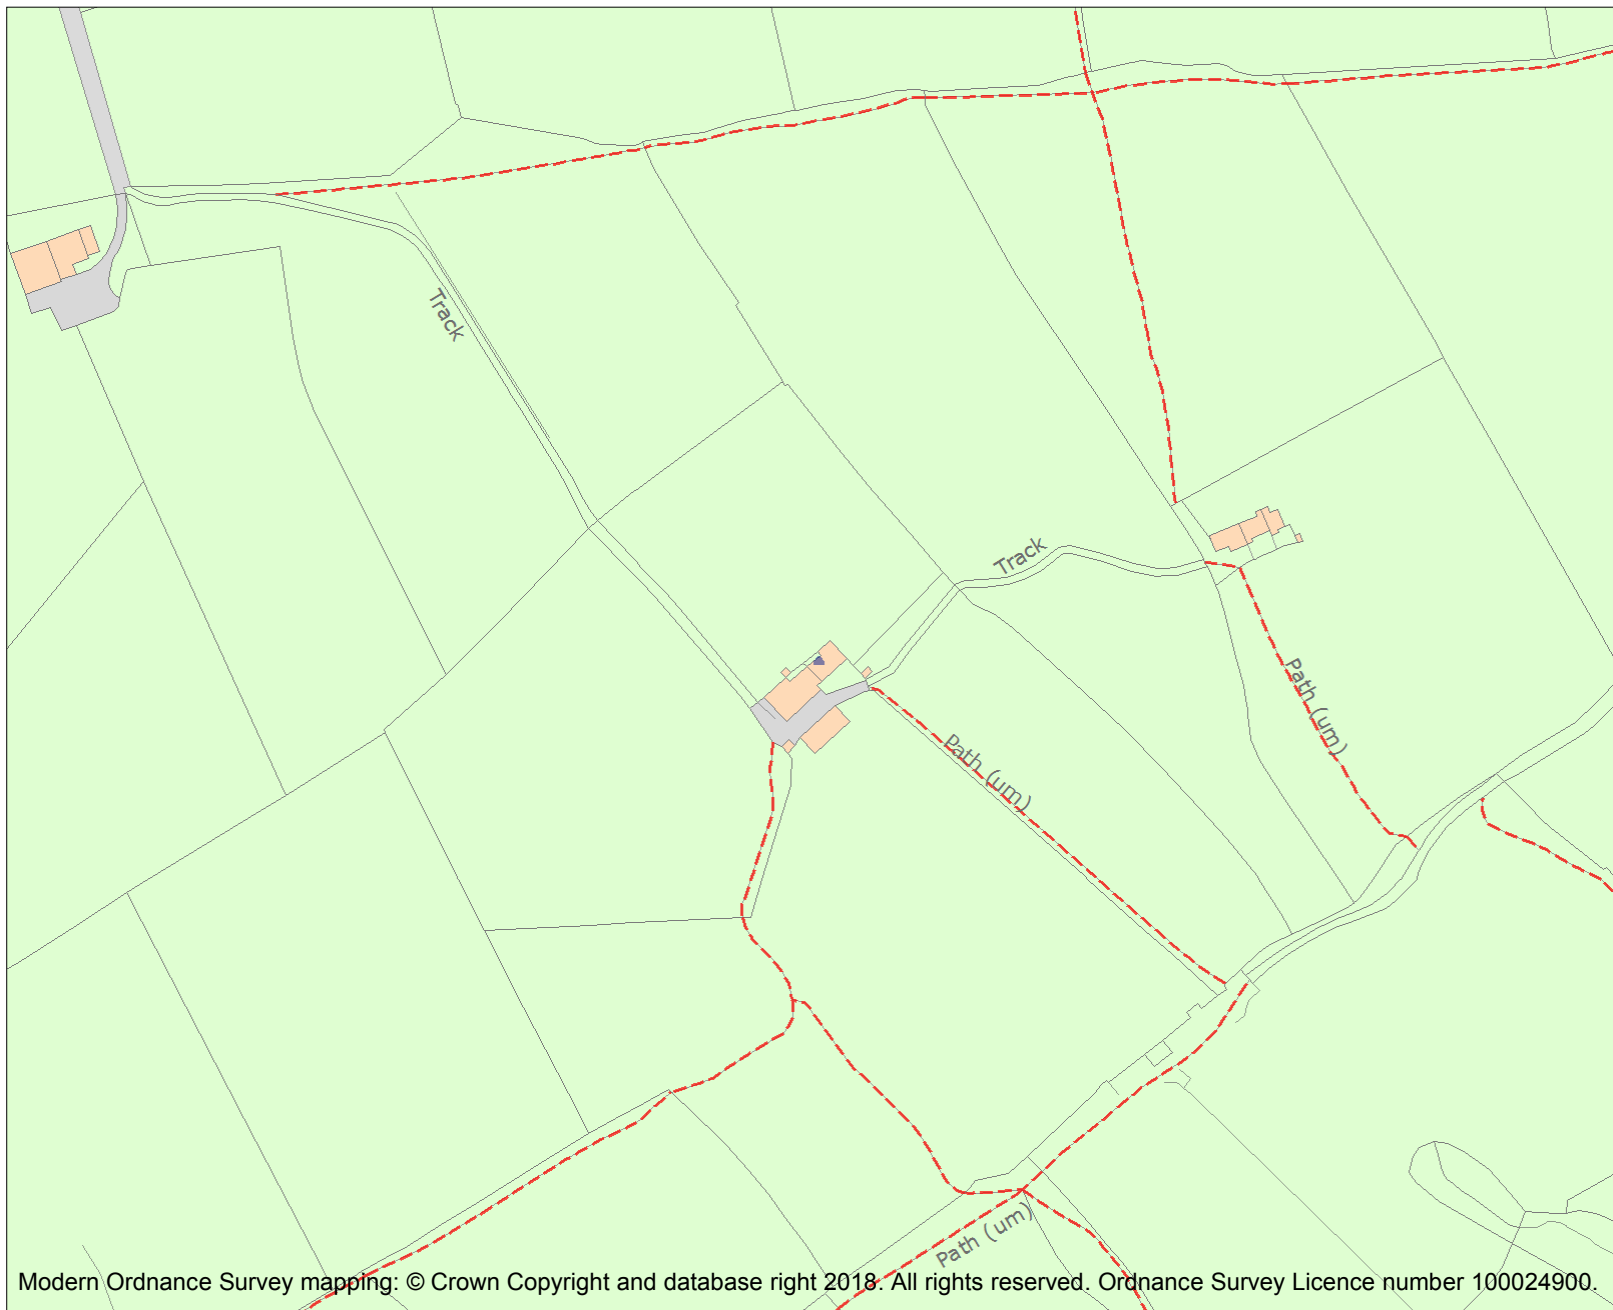 Track
Track
Path (um)
Path (um)
Path (um)
Modern Ordnance Survey mapping: © Crown Copyright and database right 2018. All rights reserved. Ordnance Survey Licence number 100024900.